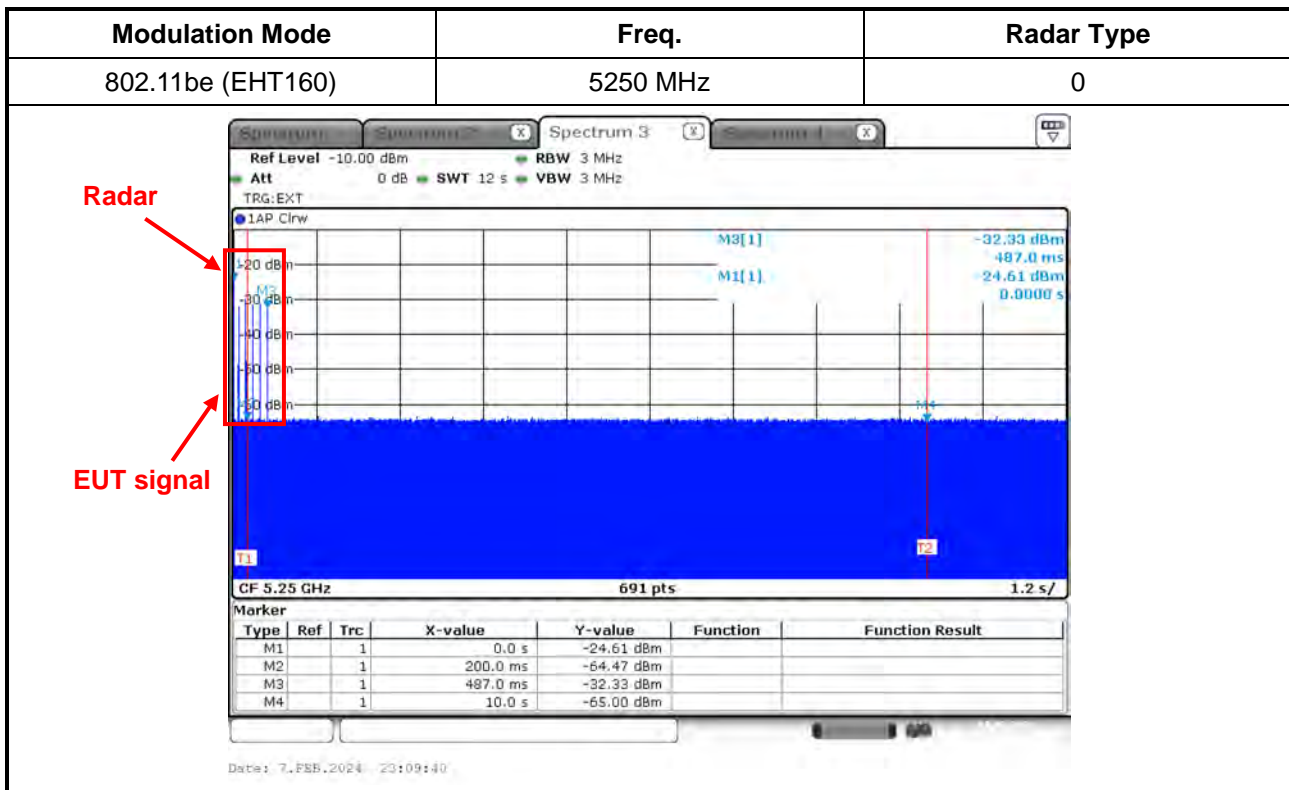 Modulation Mode Freq. Radar Type
802.11be (EHT160) 5250 MHz 0
Spectrum 3
Ref Level -10.00 dBm RBW 3 MHz
Att 0 dB SWT 12 s VBW 3 MHz
TRG:EXT
Radar
1AP Clrw
M3[1] -32.33 dBm
487.0 ms
M1[1] -24.61 dBm
0.0000 s
-20 dBm
M3
-30 dBm
-40 dBm
-50 dBm
-60 dBm
M4
EUT signal
T1
T2
CF 5.25 GHz 691 pts 1.2 s/
Marker
Type Ref Trc X-value Y-value Function Function Result
M1 1 0.0 s -24.61 dBm
M2 1 200.0 ms -64.47 dBm
M3 1 487.0 ms -32.33 dBm
M4 1 10.0 s -65.00 dBm
Date: 7.FEB.2024 23:09:40